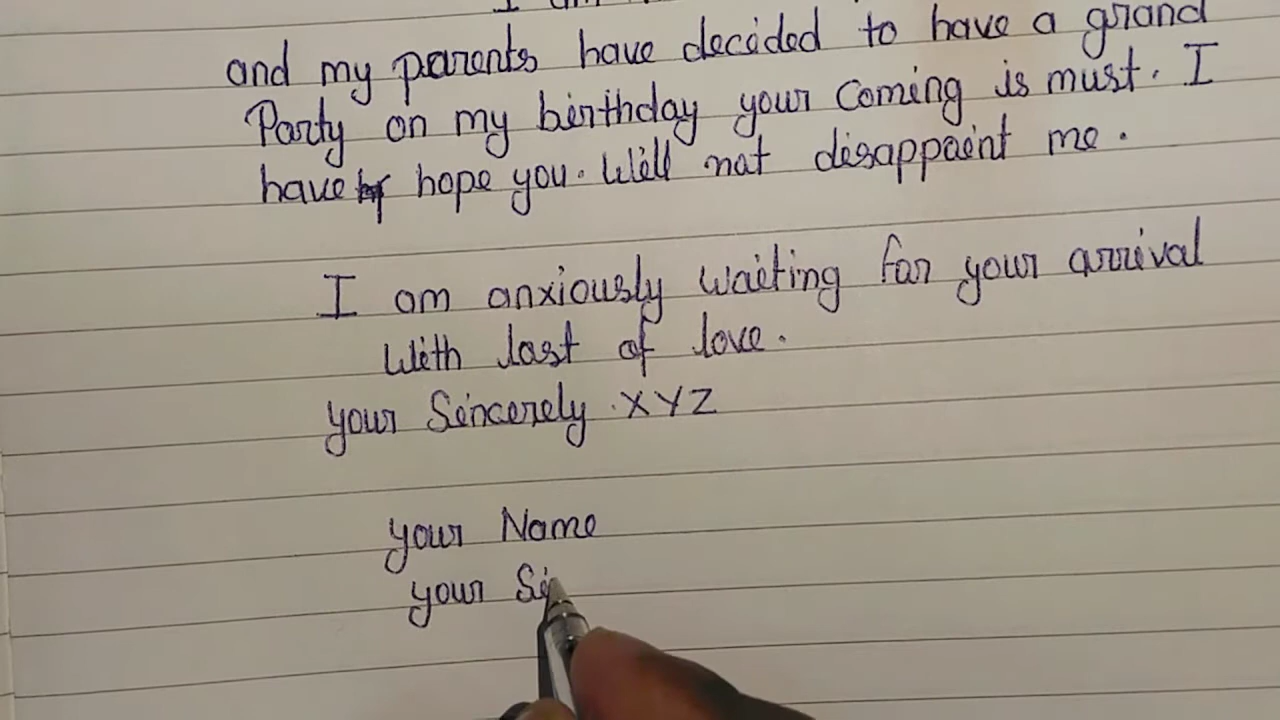 and my parents have decided to have a grand
Party on my birthday your Coming is must. I
have hope you. Will not disappoint me.
I am anxiously waiting for your arrival
with last of love.
your Sincerely .XYZ
your Name
your Si